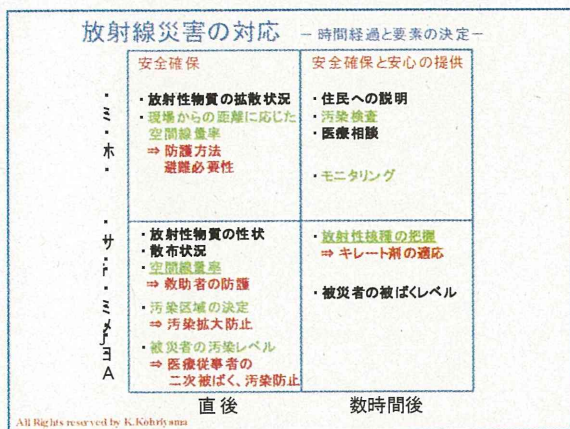 放射線災害の対応 －時間経過と要素の決定－
安全確保
・放射性物質の拡散状況
・現場からの距離に応じた
空間線量率
⇒ 防護方法
避難必要性
安全確保と安心の提供
・住民への説明
・汚染検査
・医療相談
・モニタリング
・ミ・ホ・
・放射性物質の性状
・散布状況
・空間線量率
⇒ 救助者の防護
・汚染区域の決定
⇒ 汚染拡大防止
・被災者の汚染レベル
⇒ 医療従事者の
二次被ばく、汚染防止
・放射性核種の把握
⇒ キレート剤の適応
・被災者の被ばくレベル
直後
数時間後
All Rights reserved by K.Kohriyama